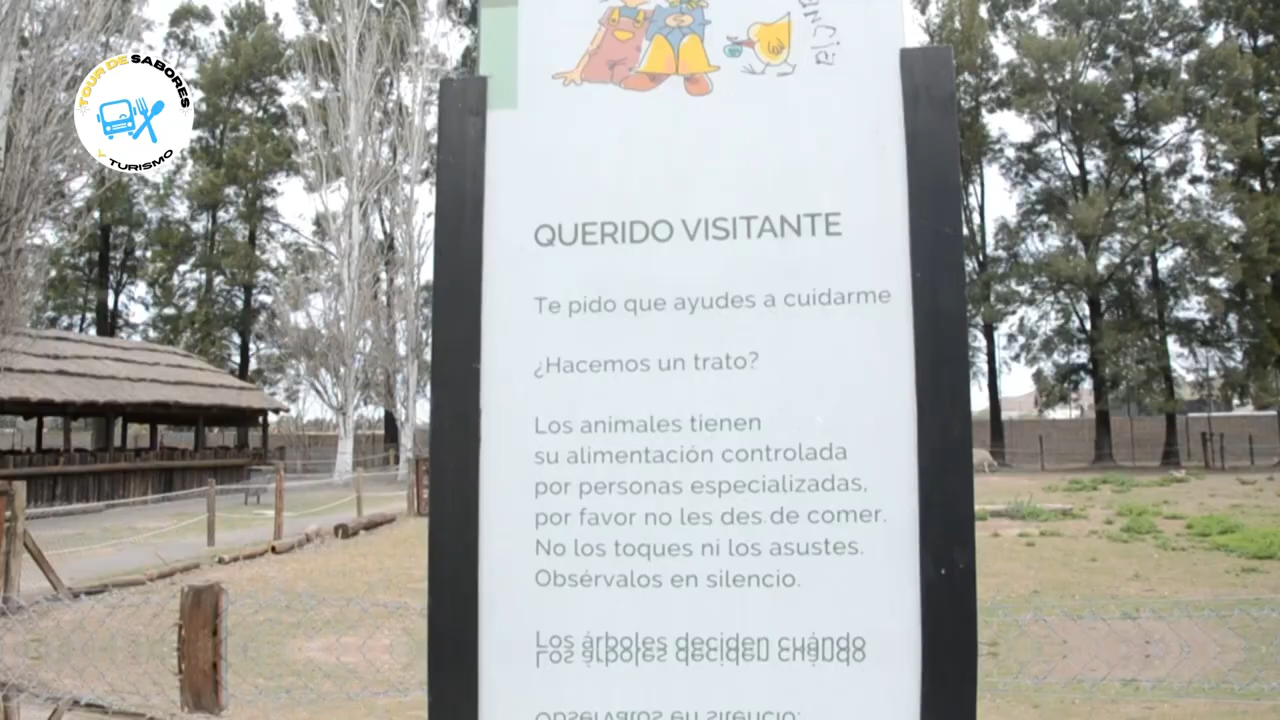 TOUR DE SABORES
Y TURISMO
QUERIDO VISITANTE
Te pido que ayudes a cuidarme
¿Hacemos un trato?
Los animales tienen
su alimentación controlada
por personas especializadas,
por favor no les des de comer.
No los toques ni los asustes.
Obsérvalos en silencio.
Los árboles deciden cuándo